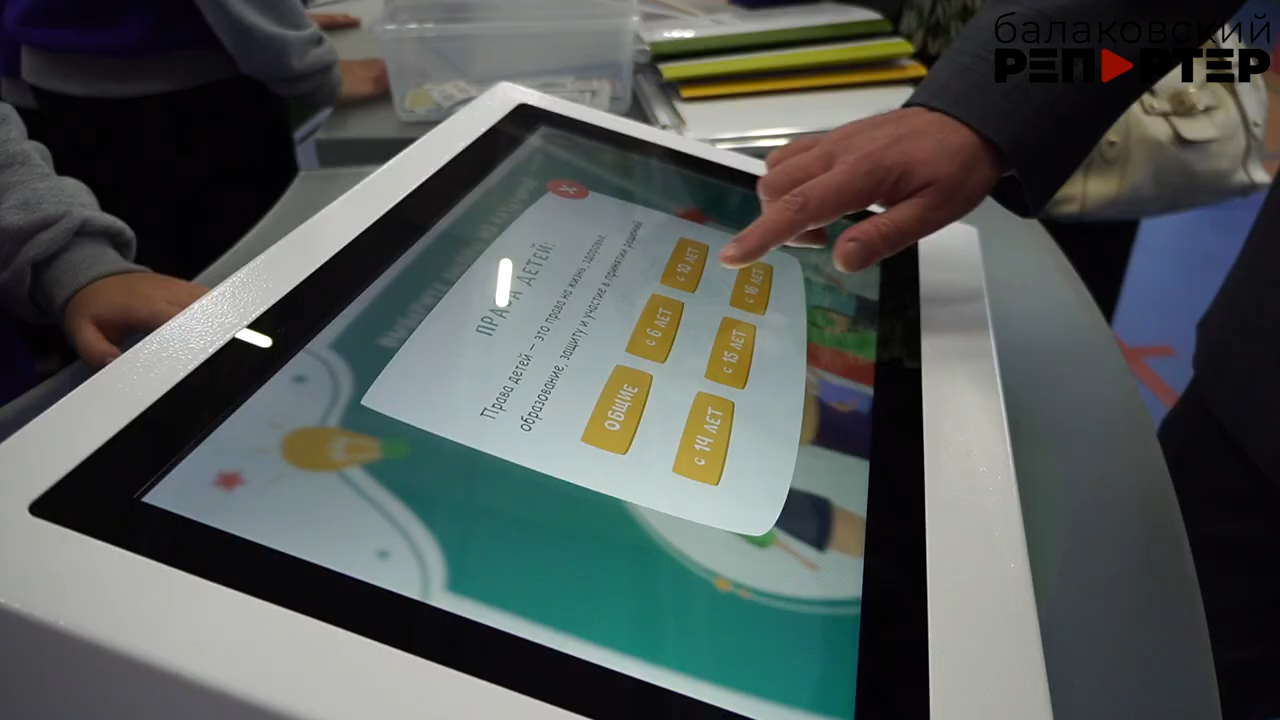 балаковский
РЕПОРТЕР
X
ПРАВА ДЕТЕЙ:
Права детей – это права на жизнь, здоровье,
образование, защиту и участие в принятии решений
ОБЩИЕ
с 6 ЛЕТ
с 10 ЛЕТ
с 14 ЛЕТ
с 15 ЛЕТ
с 16 ЛЕТ